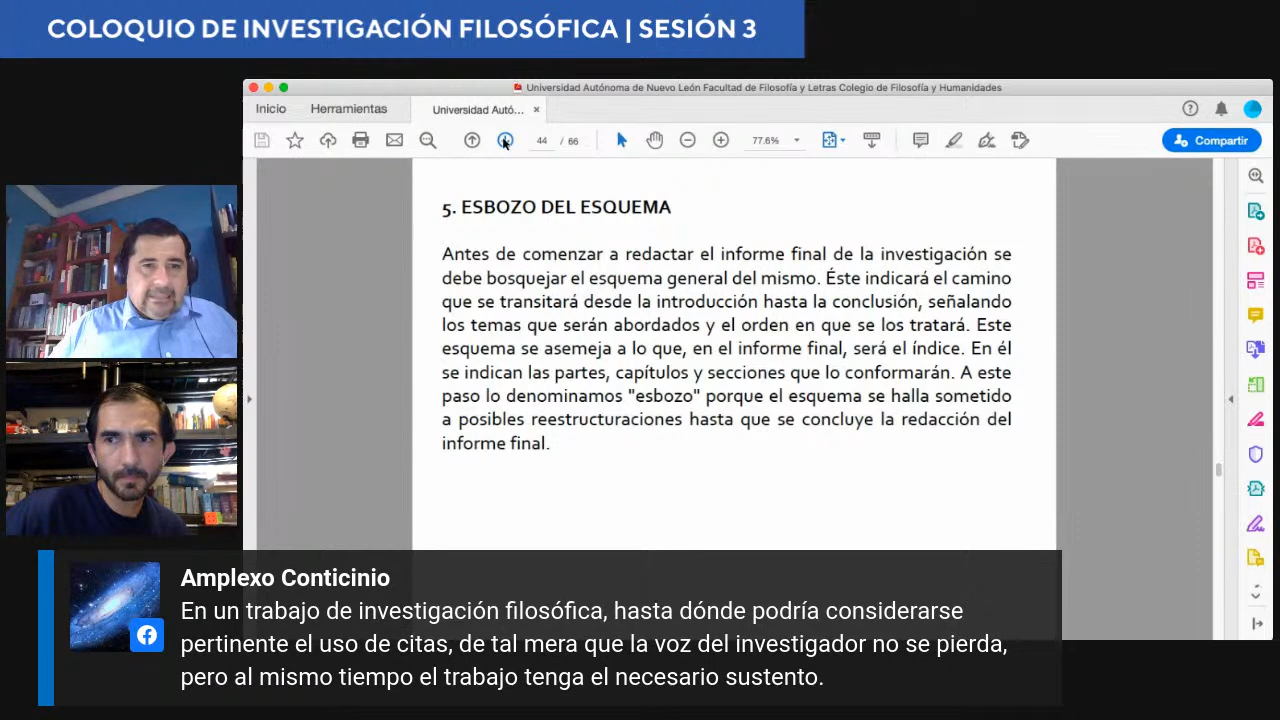 COLOQUIO DE INVESTIGACIÓN FILOSÓFICA | SESIÓN 3
Universidad Autónoma de Nuevo León Facultad de Filosofía y Letras Colegio de Filosofía y Humanidades
Inicio Herramientas Universidad Autó... ×
44 / 66 77.6% Compartir
5. ESBOZO DEL ESQUEMA
Antes de comenzar a redactar el informe final de la investigación se
debe bosquejar el esquema general del mismo. Éste indicará el camino
que se transitará desde la introducción hasta la conclusión, señalando
los temas que serán abordados y el orden en que se los tratará. Este
esquema se asemeja a lo que, en el informe final, será el índice. En él
se indican las partes, capítulos y secciones que lo conformarán. A este
paso lo denominamos "esbozo" porque el esquema se halla sometido
a posibles reestructuraciones hasta que se concluye la redacción del
informe final.
Amplexo Conticinio
En un trabajo de investigación filosófica, hasta dónde podría considerarse
pertinente el uso de citas, de tal mera que la voz del investigador no se pierda,
pero al mismo tiempo el trabajo tenga el necesario sustento.